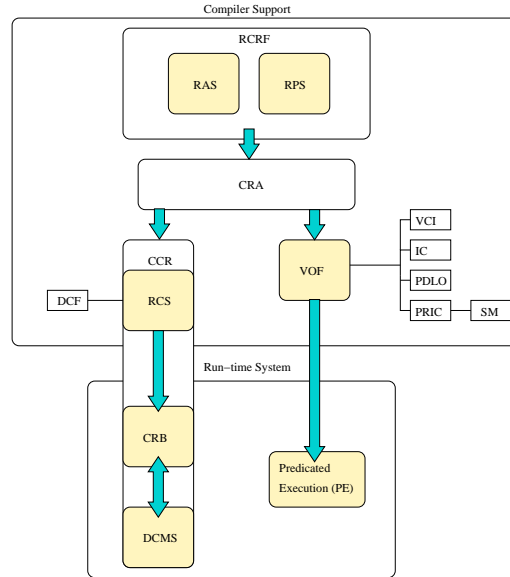 Compiler Support
RCRF
RAS
RPS
CRA
VCI
CCR
IC
VOF
RCS
PDLO
DCF
PRIC
SM
Run−time System
CRB
Predicated
Execution (PE)
DCMS